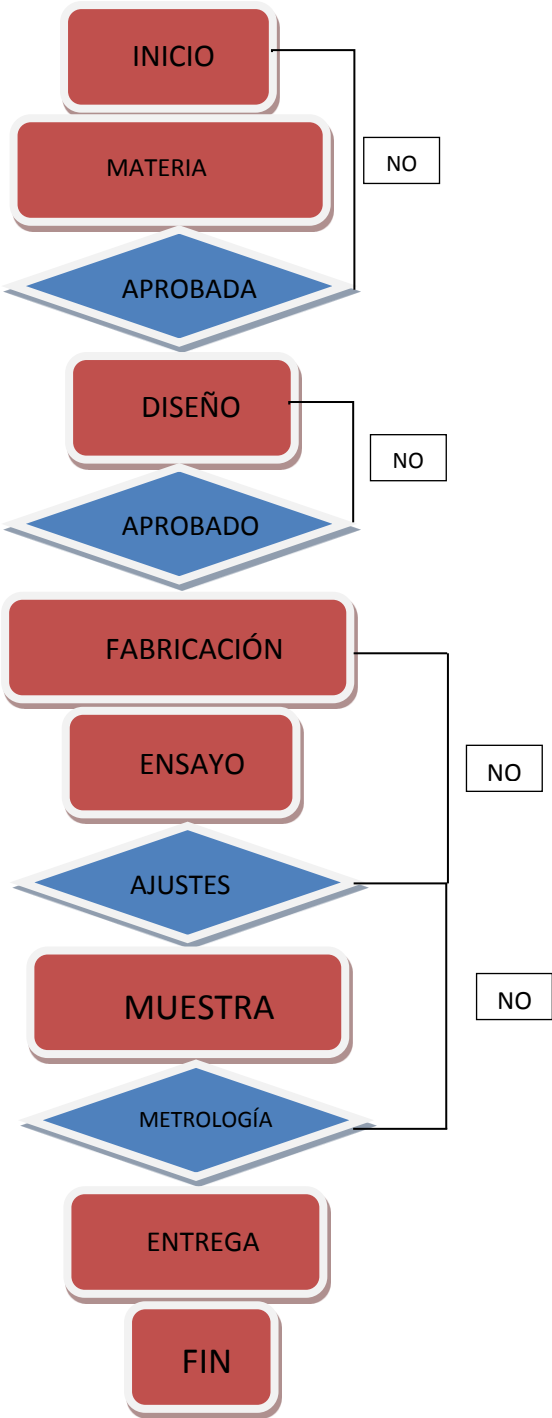 INICIO
MATERIA
NO
APROBADA
DISEÑO
NO
APROBADO
FABRICACIÓN
ENSAYO
NO
AJUSTES
MUESTRA
NO
METROLOGÍA
ENTREGA
FIN